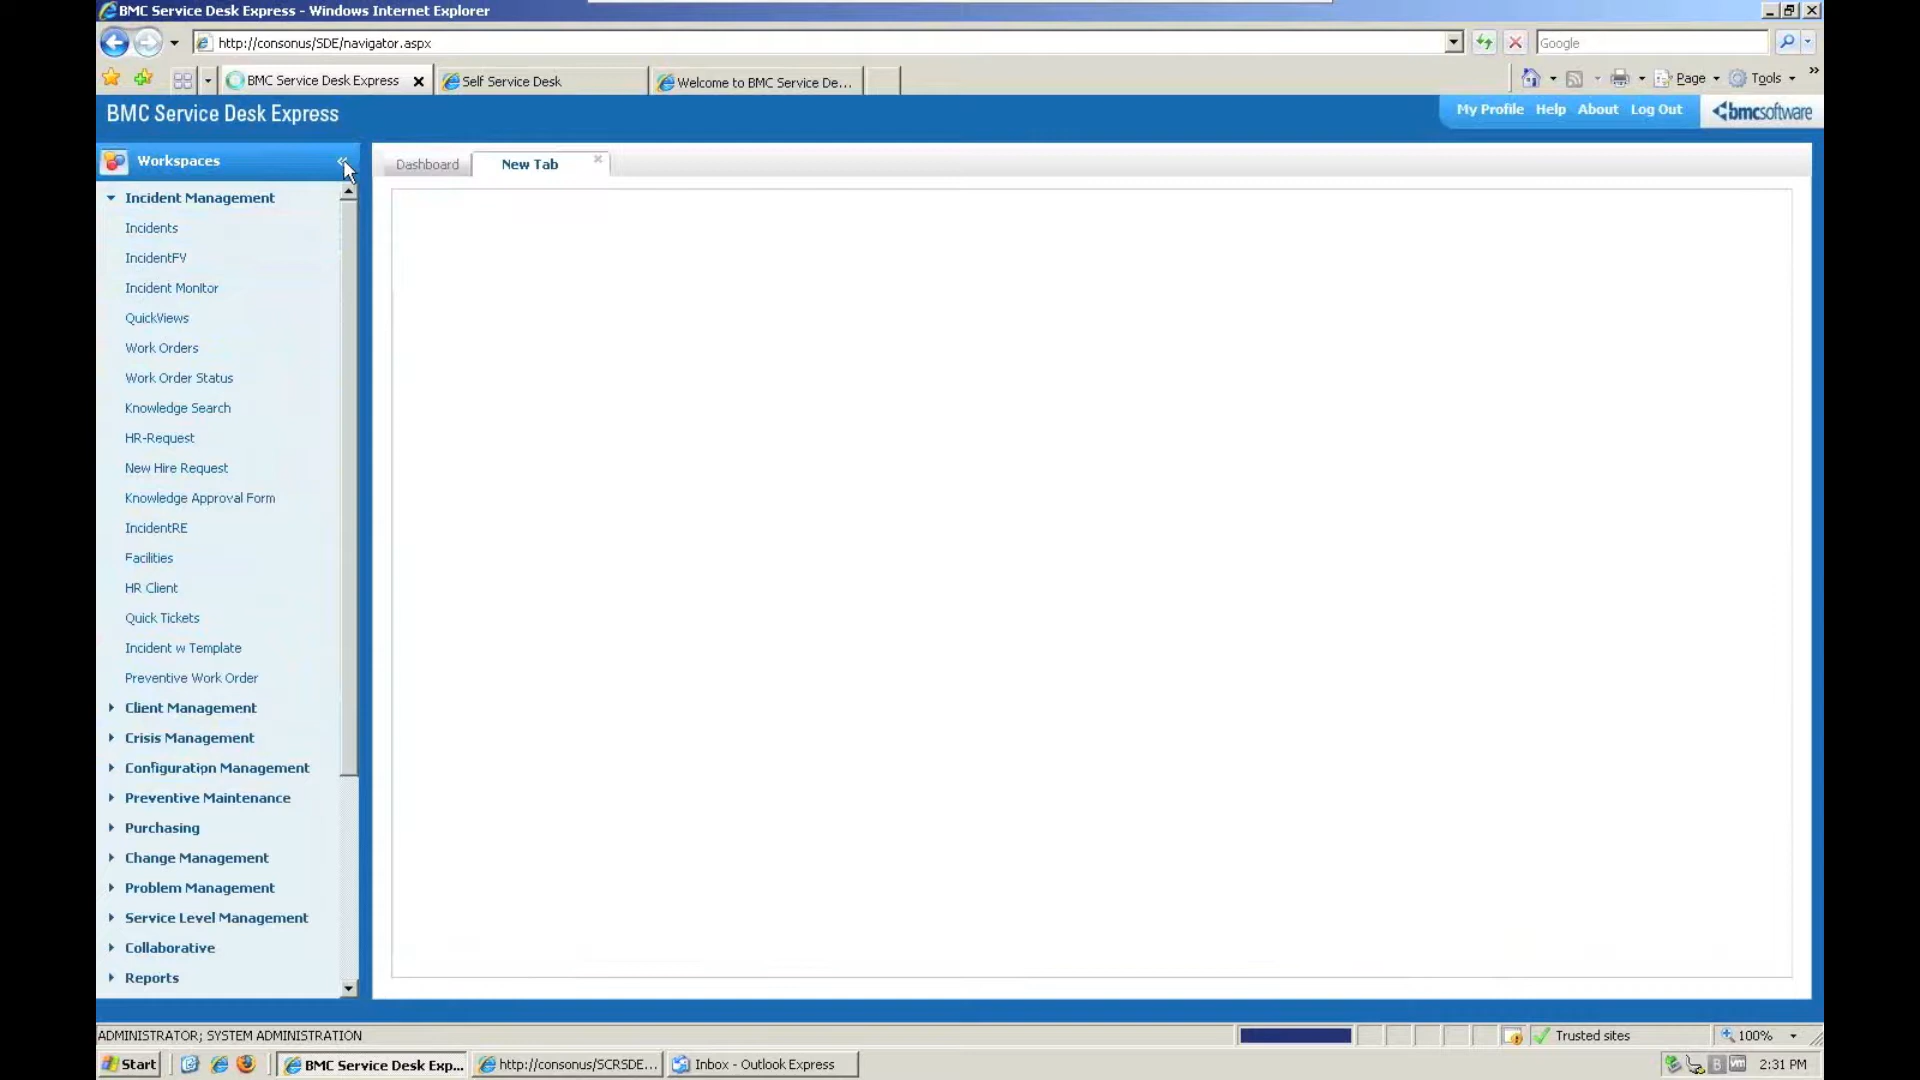 BMC Service Desk Express - Windows Internet Explorer
http://consonus/SDE/navigator.aspx
Google
BMC Service Desk Express
Self Service Desk
Welcome to BMC Service De...
Page
Tools
BMC Service Desk Express
My Profile Help About Log Out
bmcsoftware
Workspaces
Dashboard
New Tab
Incident Management
Incidents
IncidentFV
Incident Monitor
QuickViews
Work Orders
Work Order Status
Knowledge Search
HR-Request
New Hire Request
Knowledge Approval Form
IncidentRE
Facilities
HR Client
Quick Tickets
Incident w Template
Preventive Work Order
Client Management
Crisis Management
Configuration Management
Preventive Maintenance
Purchasing
Change Management
Problem Management
Service Level Management
Collaborative
Reports
ADMINISTRATOR; SYSTEM ADMINISTRATION
Trusted sites
100%
Start
BMC Service Desk Exp...
http://consonus/SCRSDE...
Inbox - Outlook Express
2:31 PM